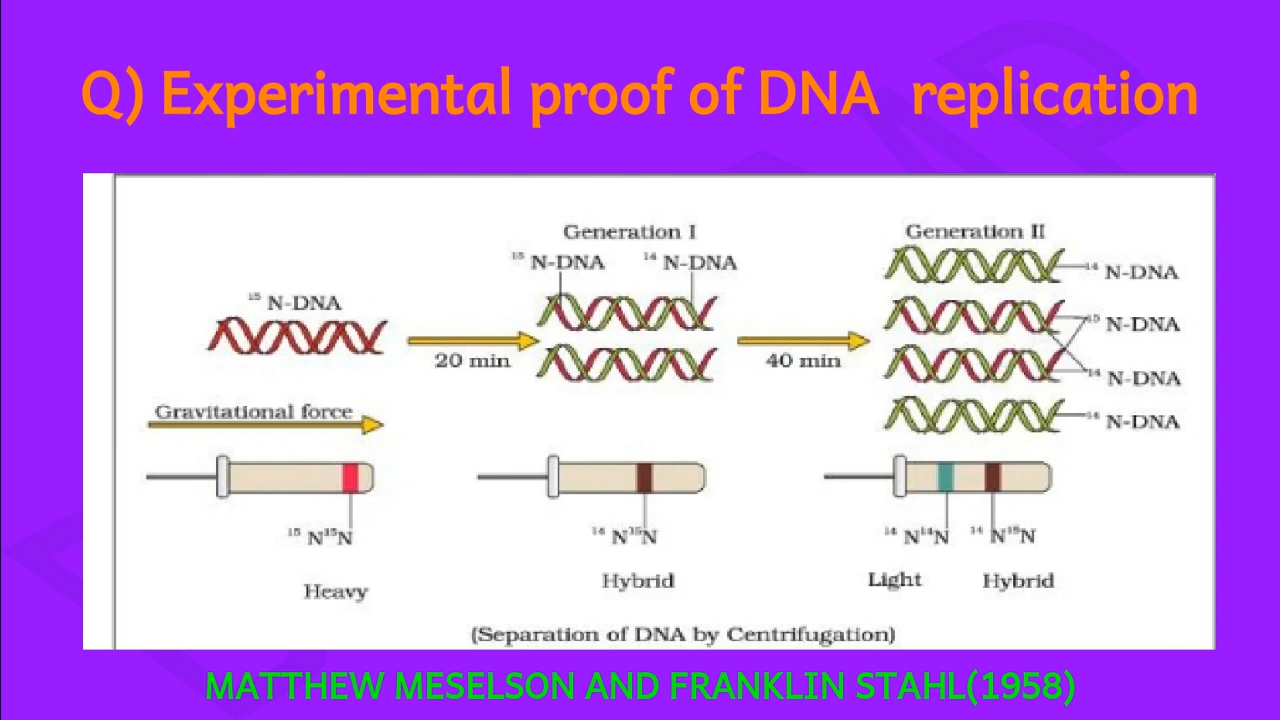 Q) Experimental proof of DNA replication
Generation I
Generation II
¹⁵ N-DNA
¹⁴ N-DNA
¹⁴ N-DNA
¹⁵ N-DNA
¹⁵ N-DNA
20 min
40 min
¹⁴ N-DNA
Gravitational force
¹⁴ N-DNA
¹⁵ N¹⁵N
¹⁴ N¹⁵N
¹⁴ N¹⁴N
¹⁴ N¹⁵N
Heavy
Hybrid
Light
Hybrid
(Separation of DNA by Centrifugation)
MATTHEW MESELSON AND FRANKLIN STAHL(1958)